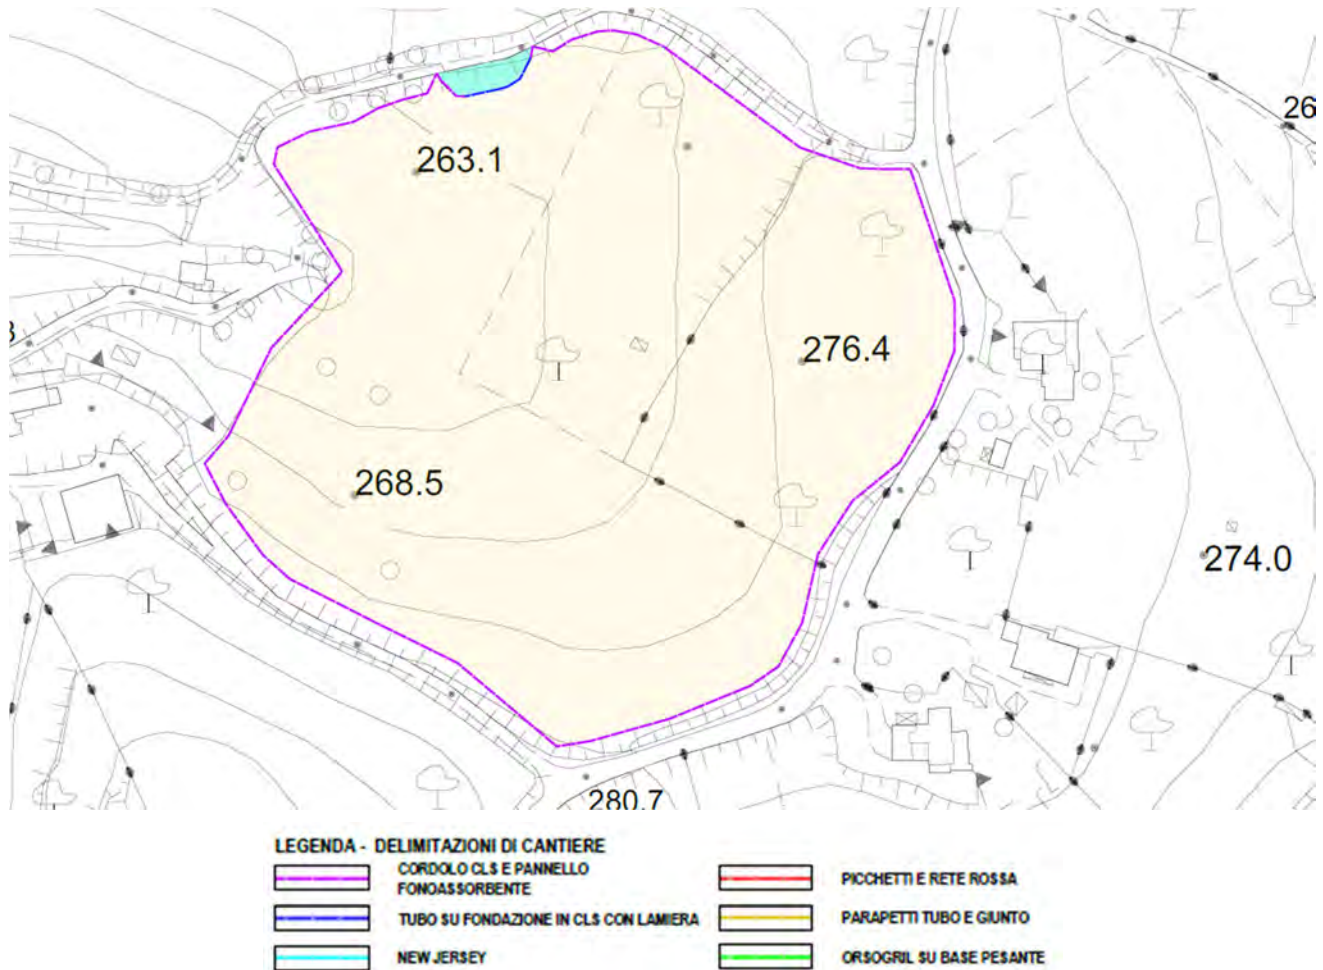 26
263.1
276.4
268.5
274.0
280.7
LEGENDA - DELIMITAZIONI DI CANTIERE
CORDOLO CLS E PANNELLO
FONOASSORBENTE
PICCHETTI E RETE ROSSA
TUBO SU FONDAZIONE IN CLS CON LAMIERA
PARAPETTI TUBO E GIUNTO
NEW JERSEY
ORSOGRIL SU BASE PESANTE